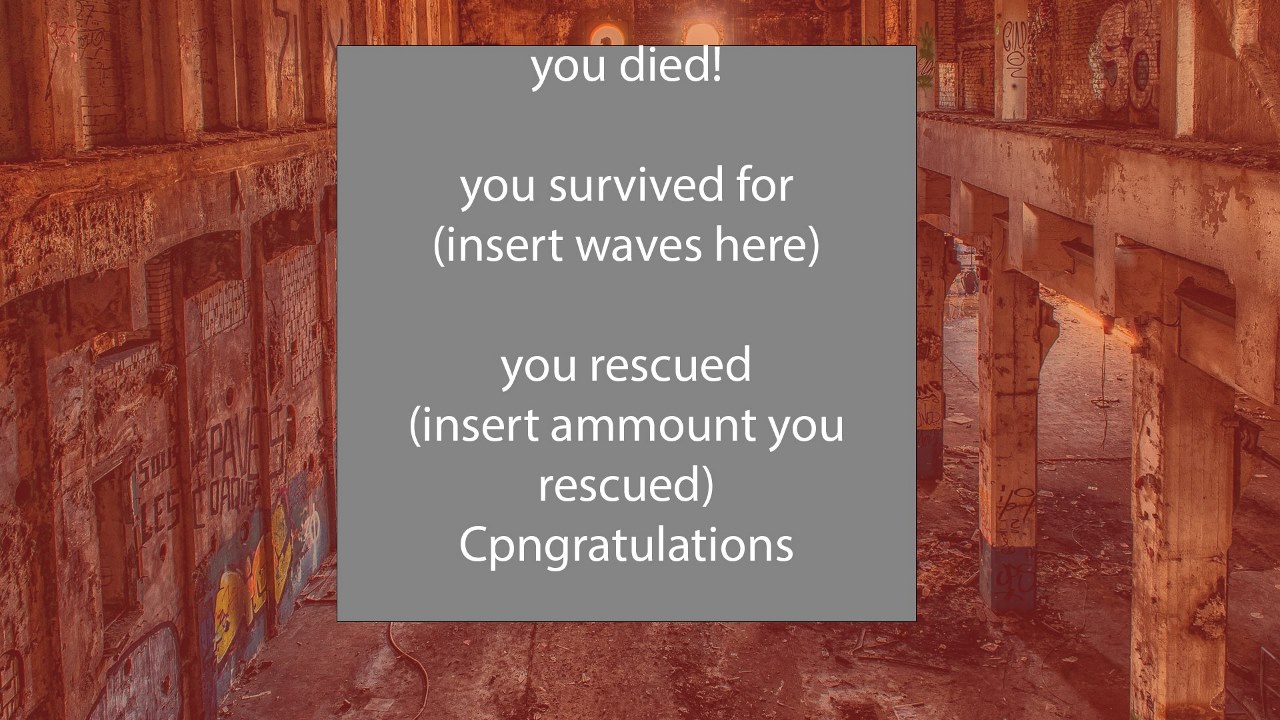 you died!
you survived for
(insert waves here)
you rescued
(insert ammount you
rescued)
Cpngratulations